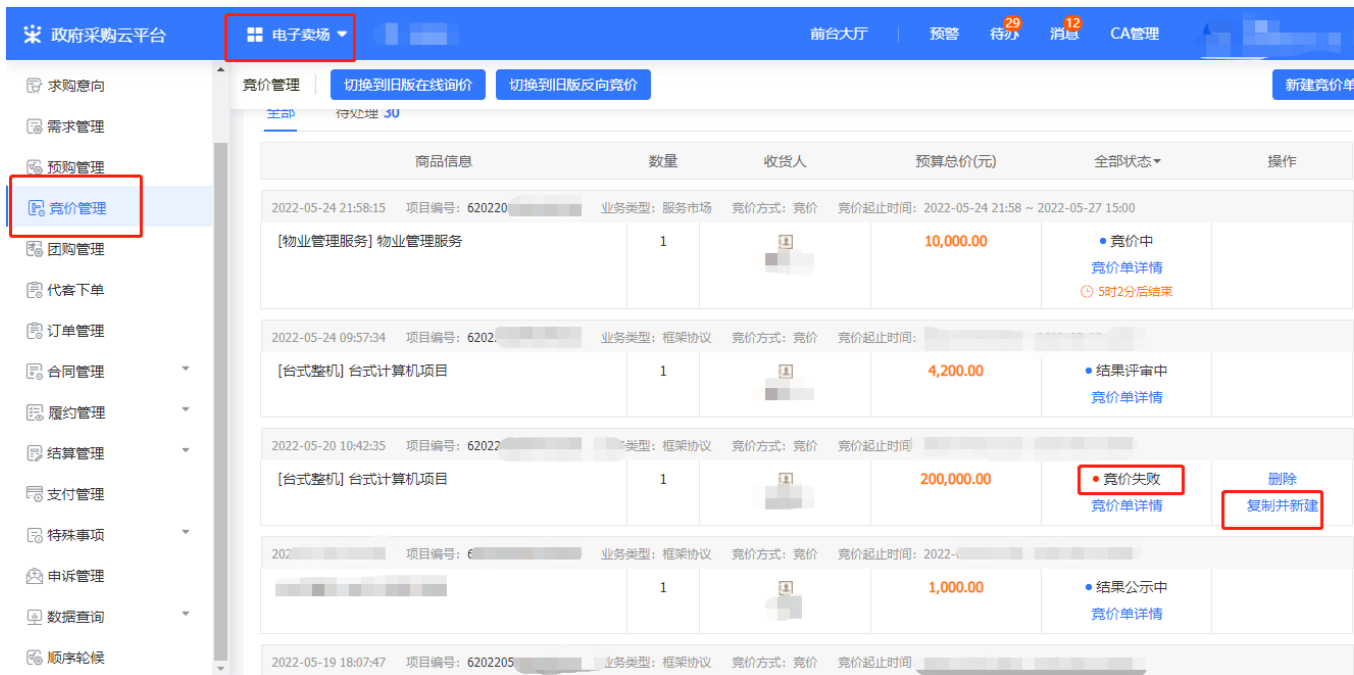 政府采购云平台 电子卖场 前台大厅 预警 待办 29 消息 12 CA管理
竞价管理 切换到旧版在线询价 切换到旧版反向竞价 新建竞价单
全部 待处理 30
求购意向
需求管理
预购管理
竞价管理
团购管理
代客下单
订单管理
合同管理
履约管理
结算管理
支付管理
特殊事项
申诉管理
数据查询
顺序轮候
商品信息 数量 收货人 预算总价(元) 全部状态 操作
2022-05-24 21:58:15 项目编号: 620220 业务类型: 服务市场 竞价方式: 竞价 竞价起止时间: 2022-05-24 21:58 ~ 2022-05-27 15:00
[物业管理服务] 物业管理服务 1 10,000.00 竞价中
竞价单详情
5时2分后结束
2022-05-24 09:57:34 项目编号: 6202 业务类型: 框架协议 竞价方式: 竞价 竞价起止时间:
[台式整机] 台式计算机项目 1 4,200.00 结果评审中
竞价单详情
2022-05-20 10:42:35 项目编号: 62022 类型: 框架协议 竞价方式: 竞价 竞价起止时间
[台式整机] 台式计算机项目 1 200,000.00 竞价失败 删除
竞价单详情 复制并新建
202 项目编号: 6 业务类型: 框架协议 竞价方式: 竞价 竞价起止时间: 2022-
1 1,000.00 结果公示中
竞价单详情
2022-05-19 18:07:47 项目编号: 6202205 业务类型: 框架协议 竞价方式: 竞价 竞价起止时间